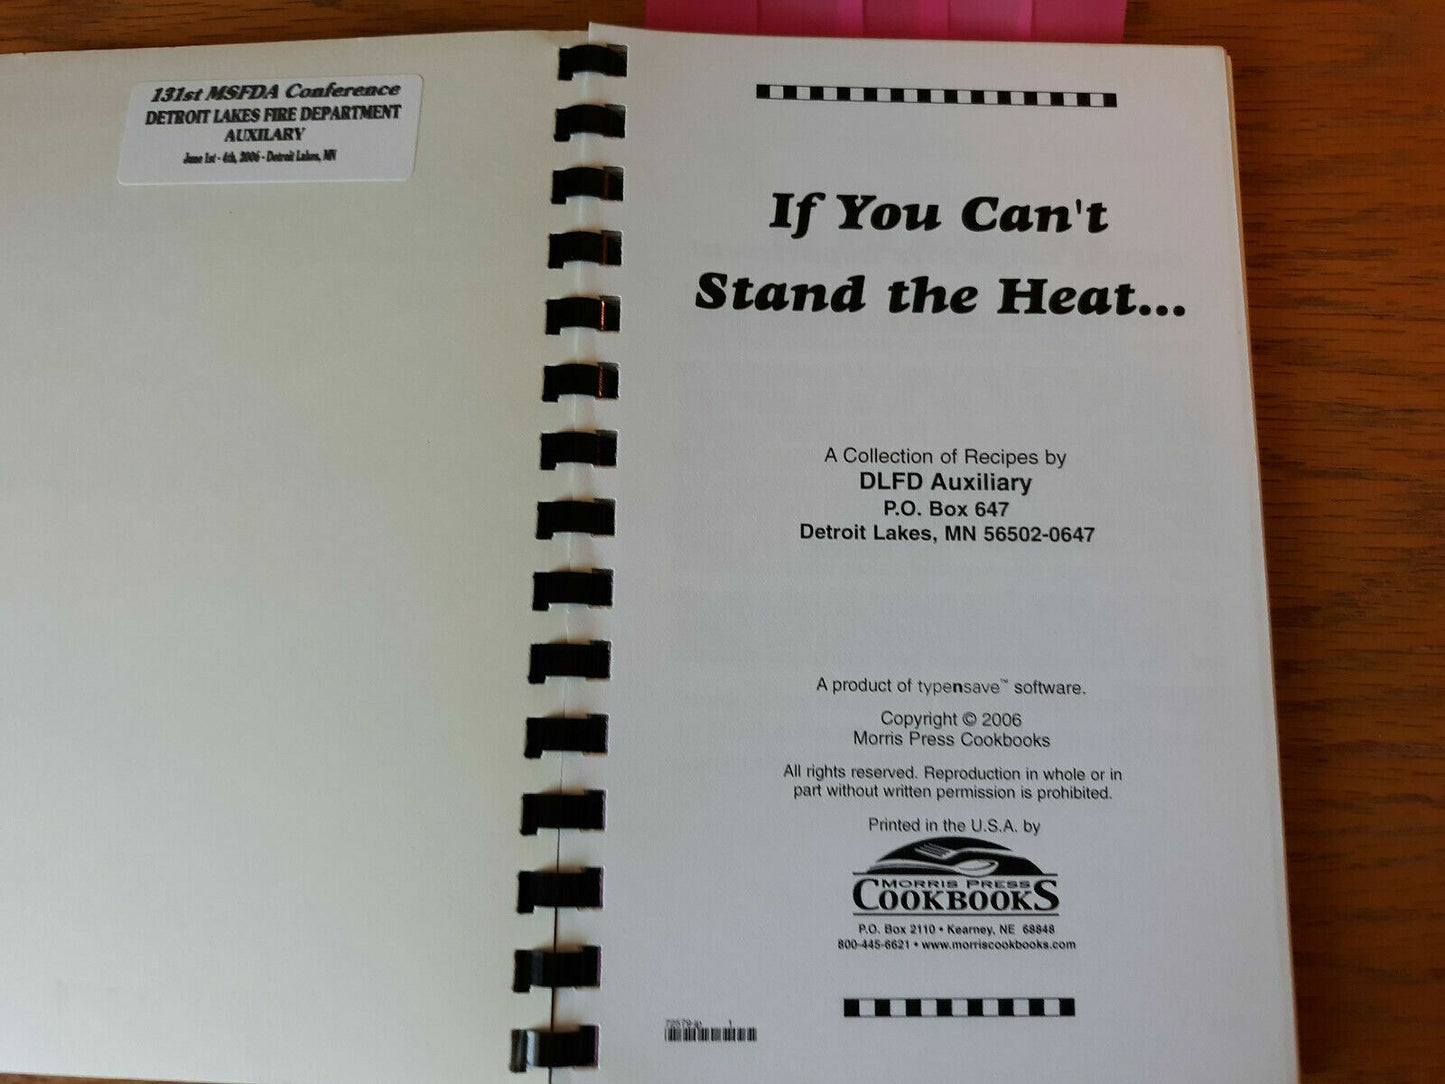 131st MSFDA Conference
DETROIT LAKES FIRE DEPARTMENT
AUXILARY
June 1st - 4th, 2006 - Detroit Lakes, MN
If You Can't
Stand the Heat...
A Collection of Recipes by
DLFD Auxiliary
P.O. Box 647
Detroit Lakes, MN 56502-0647
A product of typensave™ software.
Copyright © 2006
Morris Press Cookbooks
All rights reserved. Reproduction in whole or in
part without written permission is prohibited.
Printed in the U.S.A. by
MORRIS PRESS
COOKBOOKS
P.O. Box 2110 • Kearney, NE 68848
800-445-6621 • www.morriscookbooks.com
1